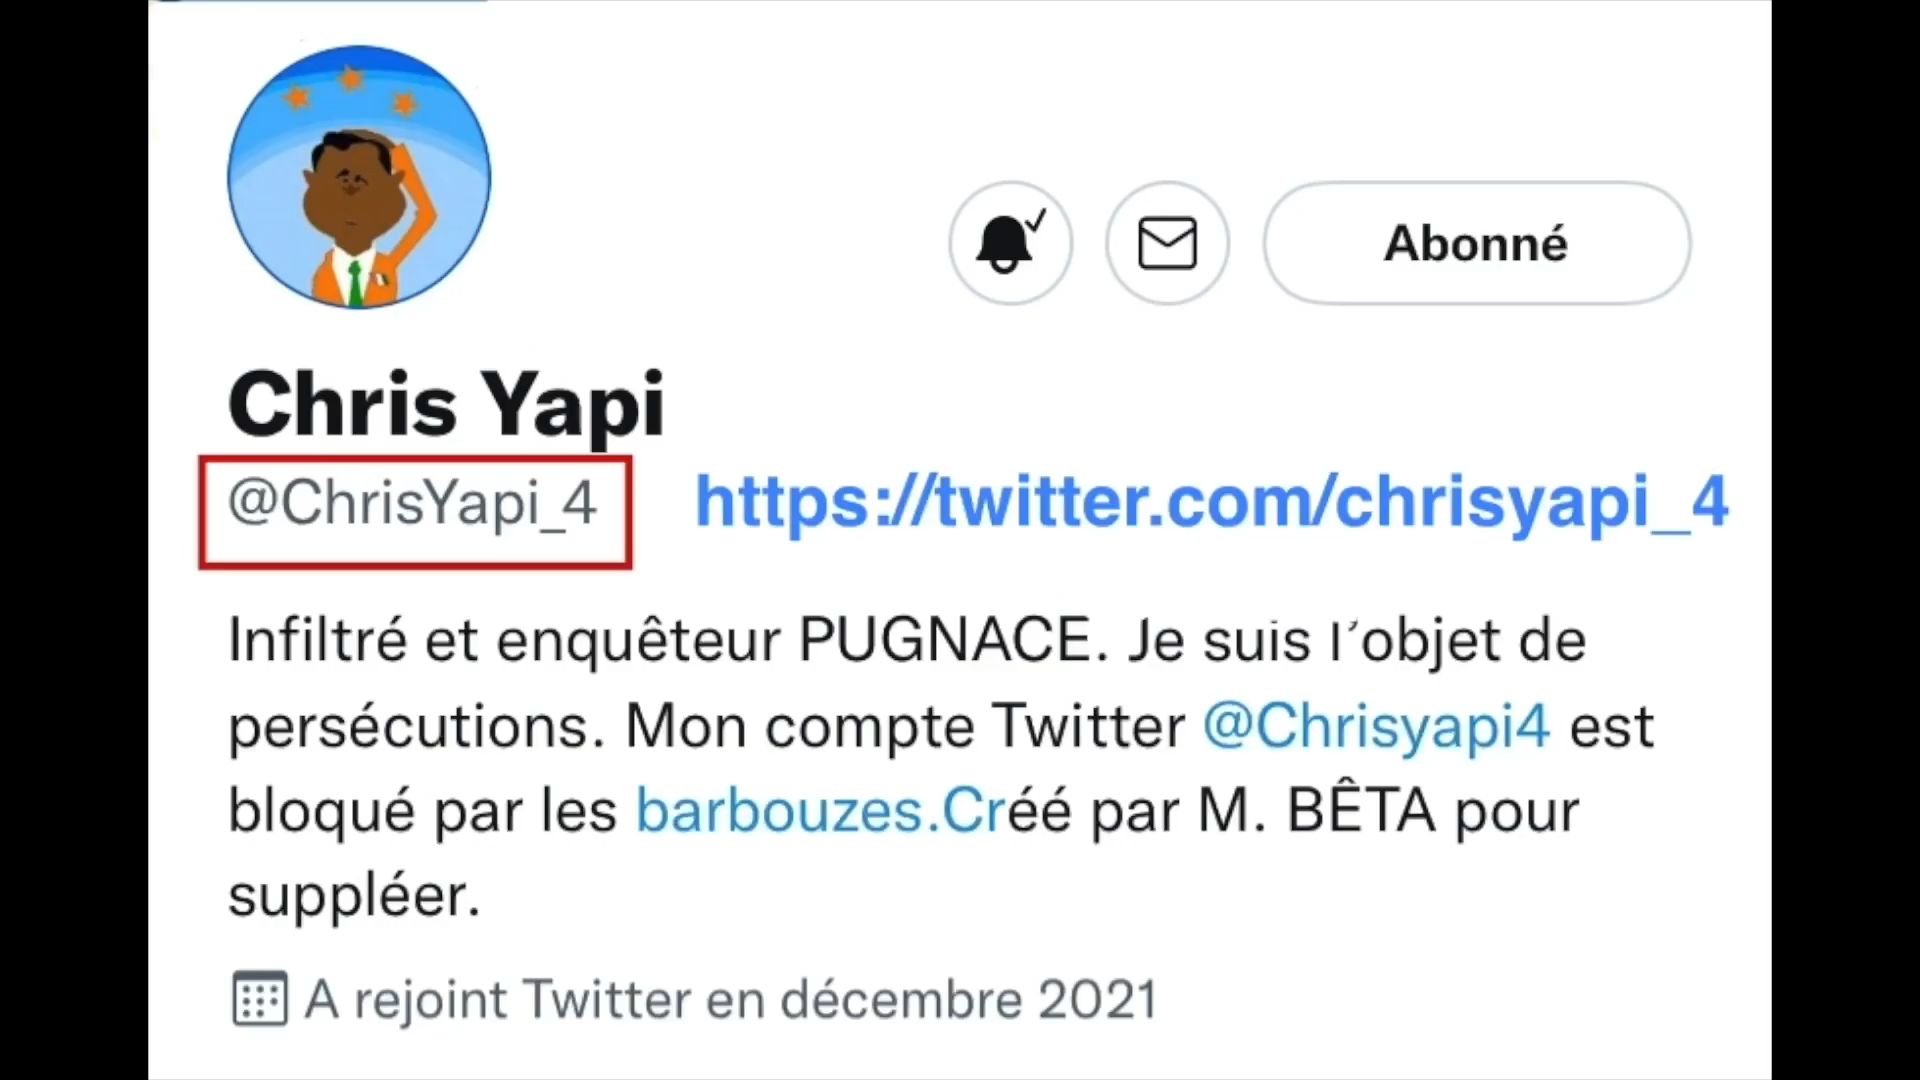 Abonné
Chris Yapi
@ChrisYapi_4
https://twitter.com/chrisyapi_4
Infiltré et enquêteur PUGNACE. Je suis l’objet de
persécutions. Mon compte Twitter @Chrisyapi4 est
bloqué par les barbouzes.Créé par M. BÊTA pour
suppléer.
A rejoint Twitter en décembre 2021